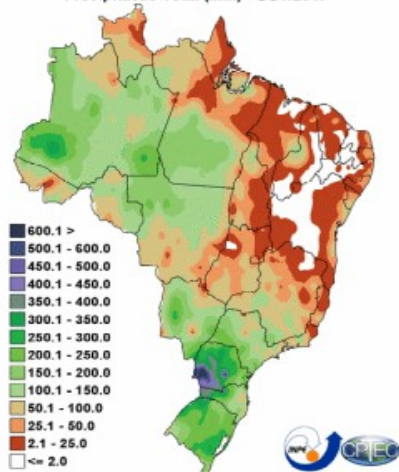 600.1 >
500.1 - 600.0
450.1 - 500.0
400.1 - 450.0
350.1 - 400.0
300.1 - 350.0
250.1 - 300.0
200.1 - 250.0
150.1 - 200.0
100.1 - 150.0
50.1 - 100.0
25.1 - 50.0
2.1 - 25.0
<= 2.0
INPE
CPTEC